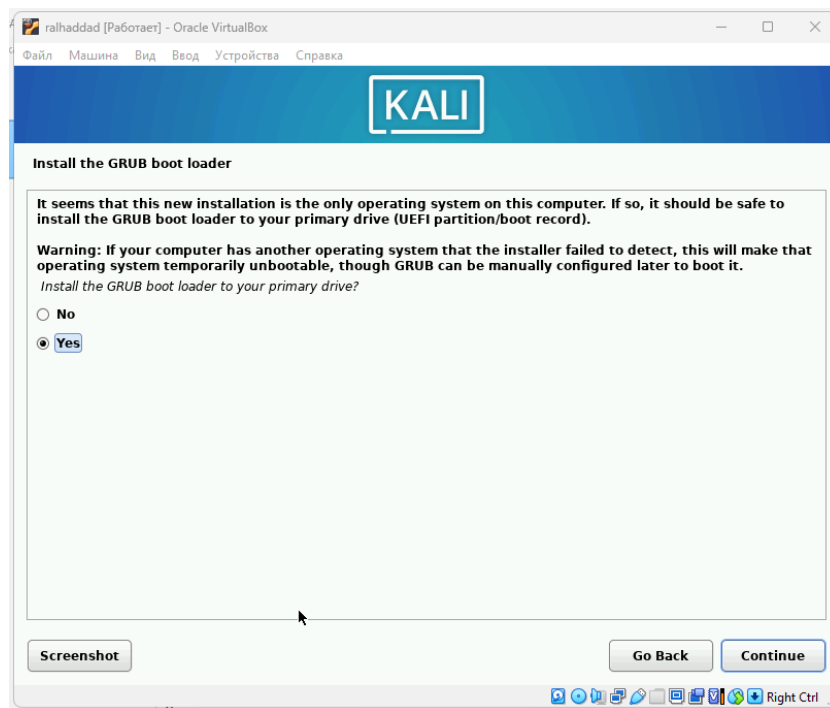 ralhaddad [Работает] - Oracle VirtualBox
Файл Машина Вид Ввод Устройства Справка
KALI
Install the GRUB boot loader
It seems that this new installation is the only operating system on this computer. If so, it should be safe to
install the GRUB boot loader to your primary drive (UEFI partition/boot record).
Warning: If your computer has another operating system that the installer failed to detect, this will make that
operating system temporarily unbootable, though GRUB can be manually configured later to boot it.
Install the GRUB boot loader to your primary drive?
No
Yes
Screenshot Go Back Continue
Right Ctrl